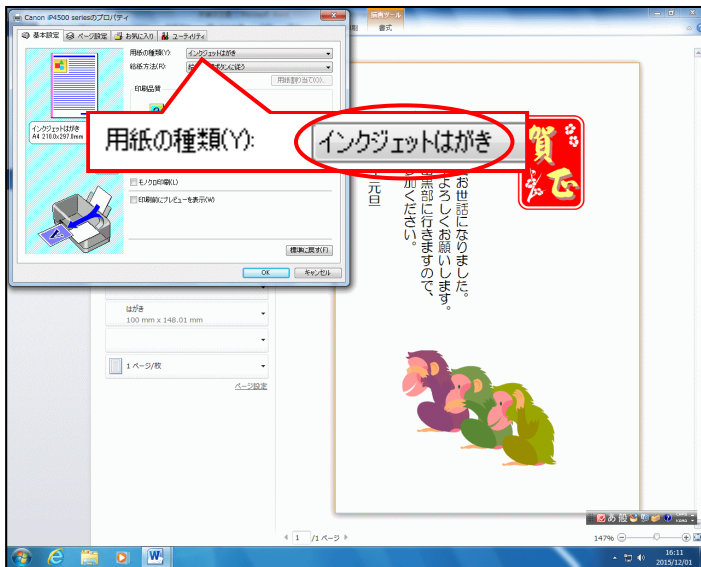 Canon iP4500 seriesのプロパティ
基本設定 ページ設定 お気に入り ユーティリティ
用紙の種類(Y): インクジェットはがき
給紙方法(R):
用紙割り当て(O)...
印刷品質
インクジェットはがき
A4 210.0x297.0mm
用紙の種類(Y): インクジェットはがき
モノクロ印刷(L)
印刷前にプレビューを表示(W)
標準に戻す(F)
OK キャンセル
書式
はがき
100 mm x 148.01 mm
1 ページ/枚
ページ設定
賀正
お世話になりました。
よろしくお願いします。
黒部に行きますので、
加ください。
元旦
1 /1 ページ
147%
あ 般
16:11
2015/12/01